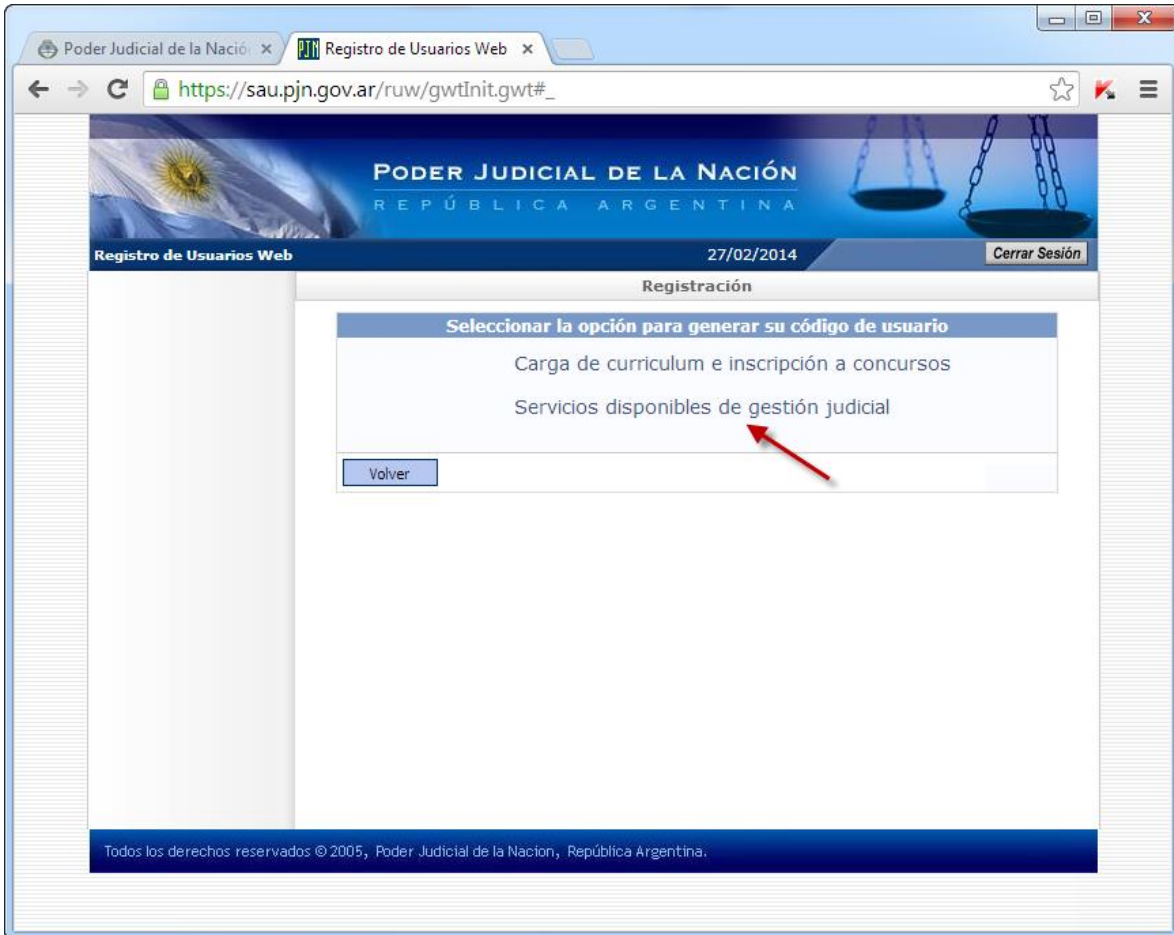 Poder Judicial de la Nació
Registro de Usuarios Web
https://sau.pjn.gov.ar/ruw/gwtInit.gwt#_
PODER JUDICIAL DE LA NACIÓN
REPÚBLICA ARGENTINA
Registro de Usuarios Web 27/02/2014 Cerrar Sesión
Registración
Seleccionar la opción para generar su código de usuario
Carga de curriculum e inscripción a concursos
Servicios disponibles de gestión judicial
Volver
Todos los derechos reservados © 2005, Poder Judicial de la Nacion, República Argentina.